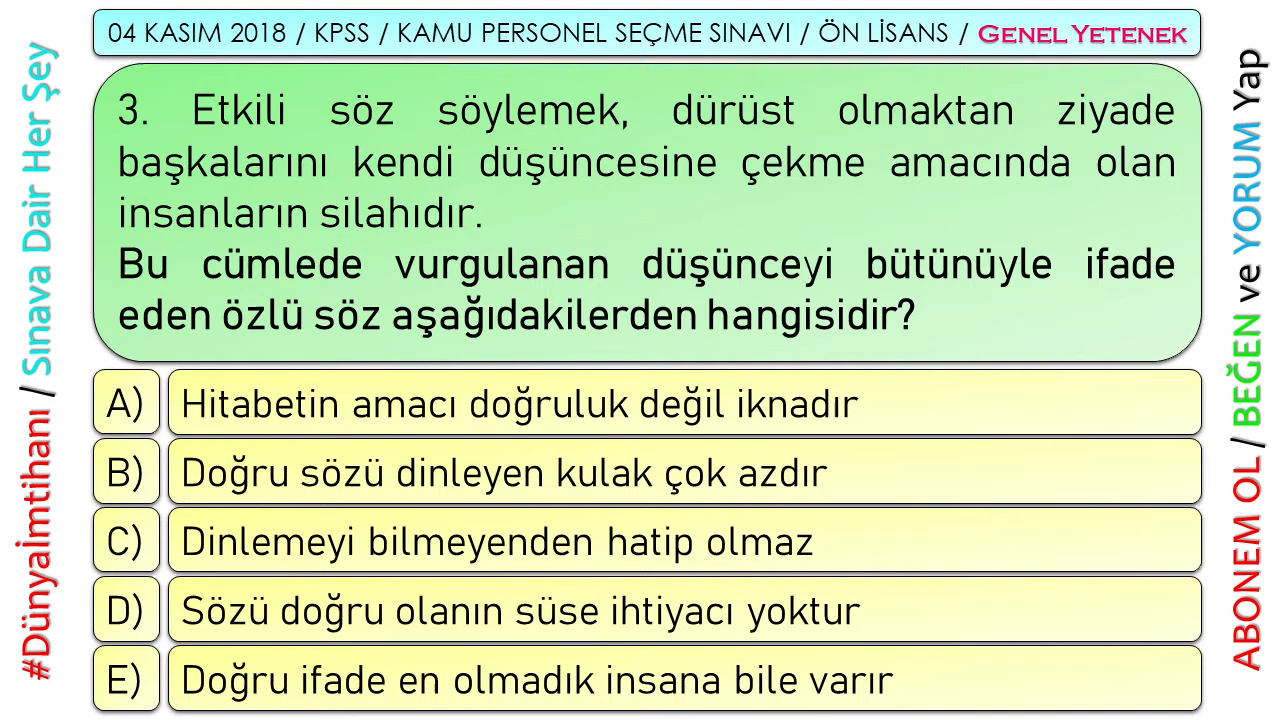 04 KASIM 2018 / KPSS / KAMU PERSONEL SEÇME SINAVI / ÖN LİSANS / GENEL YETENEK
#Dünyaİmtihanı / Sınava Dair Her Şey
3. Etkili söz söylemek, dürüst olmaktan ziyade
başkalarını kendi düşüncesine çekme amacında olan
insanların silahıdır.
Bu cümlede vurgulanan düşünceyi bütünüyle ifade
eden özlü söz aşağıdakilerden hangisidir?
A) Hitabetin amacı doğruluk değil iknadır
B) Doğru sözü dinleyen kulak çok azdır
C) Dinlemeyi bilmeyenden hatip olmaz
D) Sözü doğru olanın süse ihtiyacı yoktur
E) Doğru ifade en olmadık insana bile varır
ABONEM OL / BEĞEN ve YORUM Yap